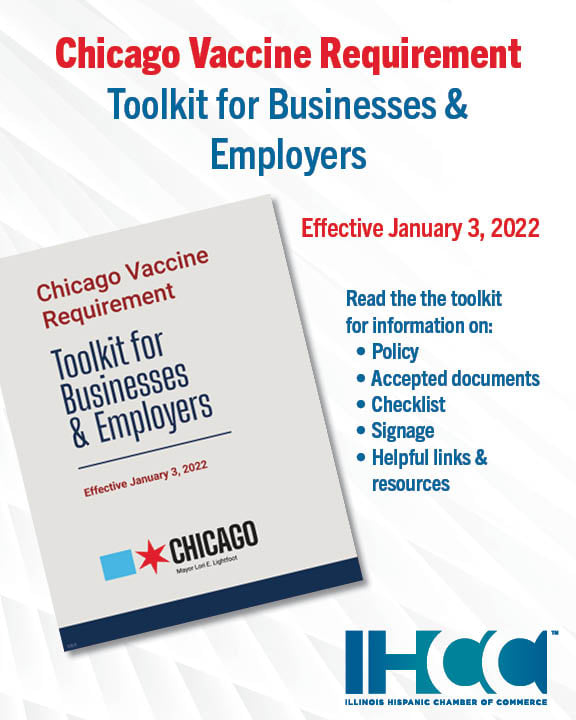 Chicago Vaccine Requirement
Toolkit for Businesses &
Employers
Effective January 3, 2022
Chicago Vaccine
Requirement
Toolkit for
Businesses
& Employers
Effective January 3, 2022
CHICAGO
Mayor Lori E. Lightfoot
Read the the toolkit
for information on:
• Policy
• Accepted documents
• Checklist
• Signage
• Helpful links &
resources
IHCC™
ILLINOIS HISPANIC CHAMBER OF COMMERCE